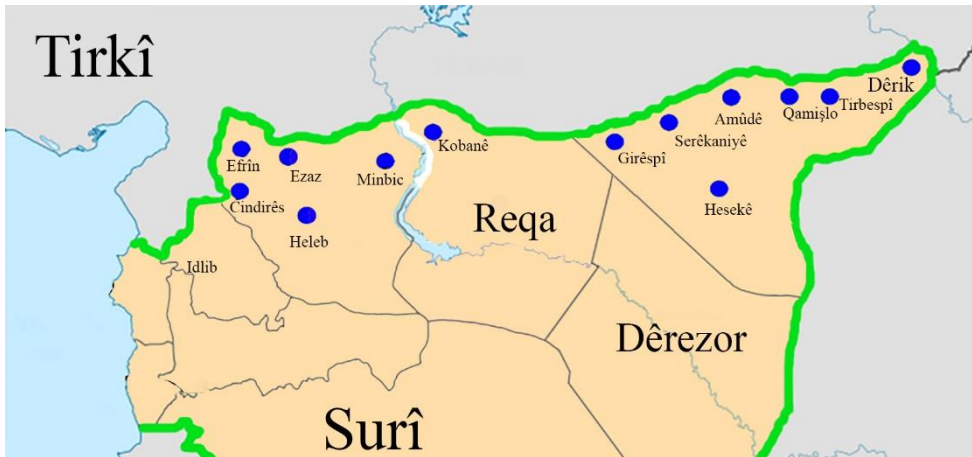 Tirkî
Dêrik
Amûdê
Qamişlo
Tirbespî
Serêkaniyê
Kobanê
Girêspî
Efrîn
Ezaz
Minbic
Cindirês
Hesekê
Heleb
Reqa
Idlib
Dêrezor
Surî